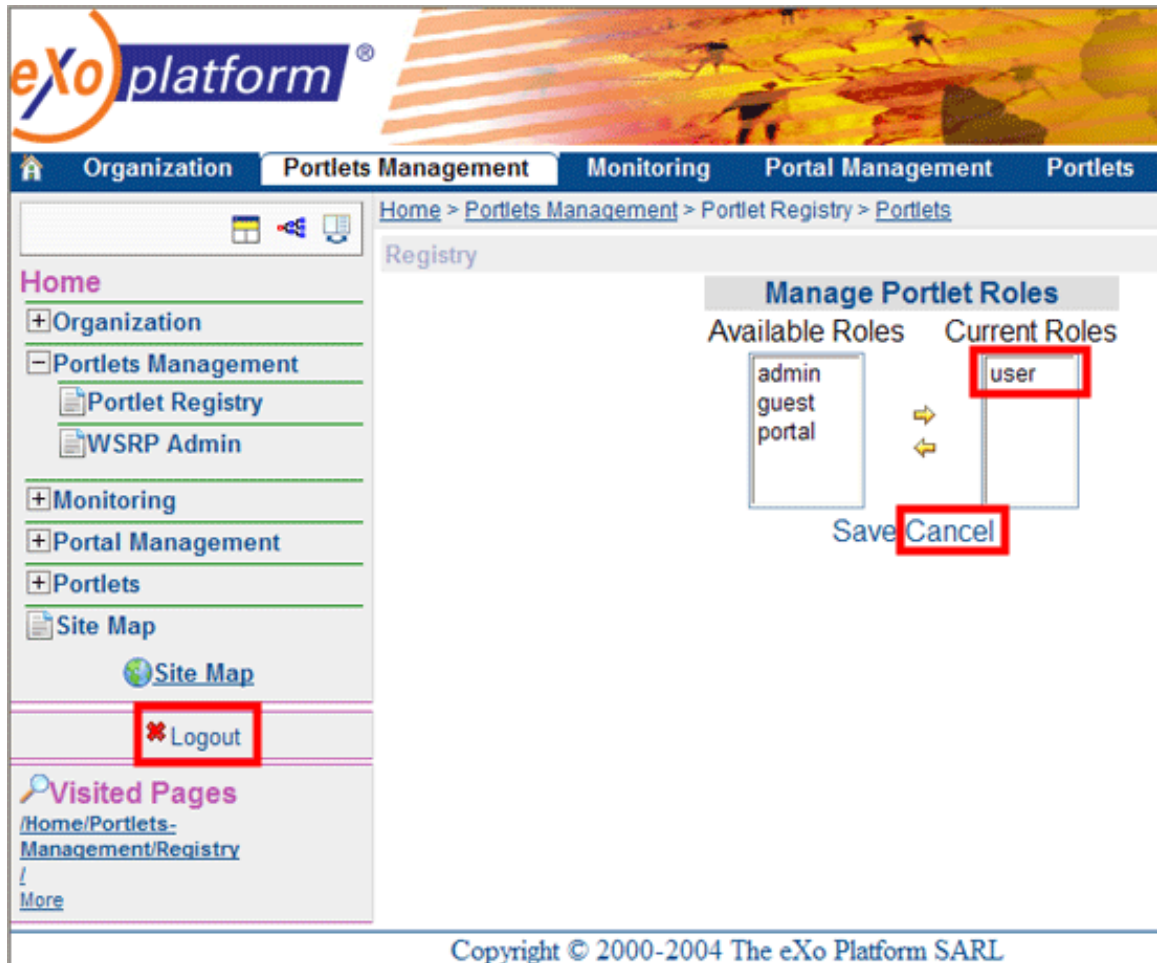 eXo platform ®
Organization Portlets Management Monitoring Portal Management Portlets
Home > Portlets Management > Portlet Registry > Portlets
Registry
Home
Organization
Portlets Management
Portlet Registry
WSRP Admin
Monitoring
Portal Management
Portlets
Site Map
Site Map
Logout
Visited Pages
/Home/Portlets-
Management/Registry
/
More
Manage Portlet Roles
Available Roles Current Roles
admin user
guest
portal
Save Cancel
Copyright © 2000-2004 The eXo Platform SARL